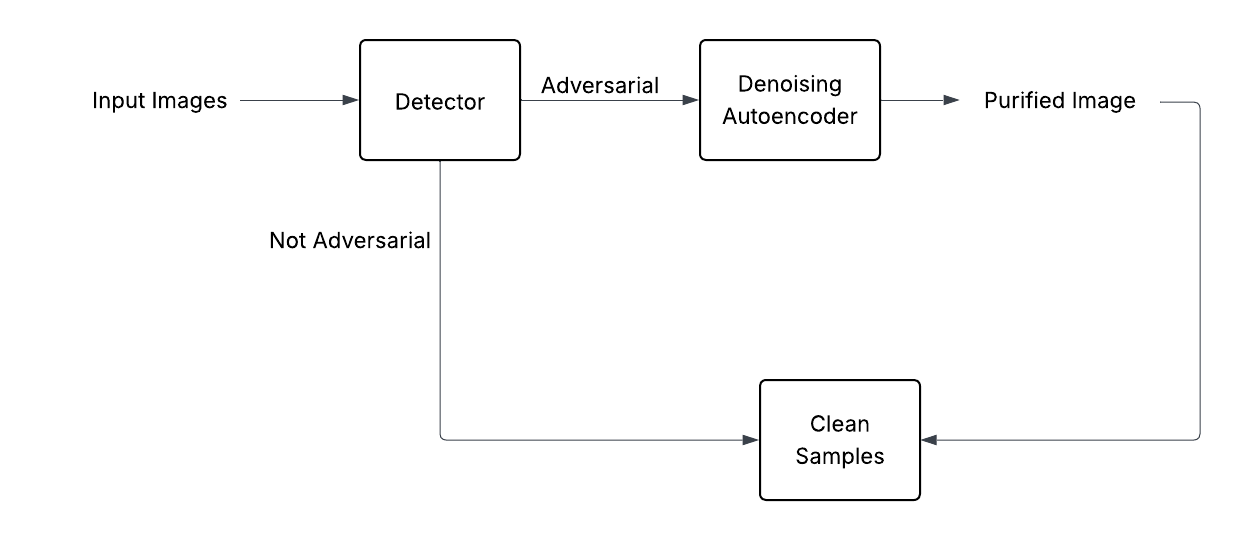 Input Images
Detector
Adversarial
Denoising
Autoencoder
Purified Image
Not Adversarial
Clean
Samples